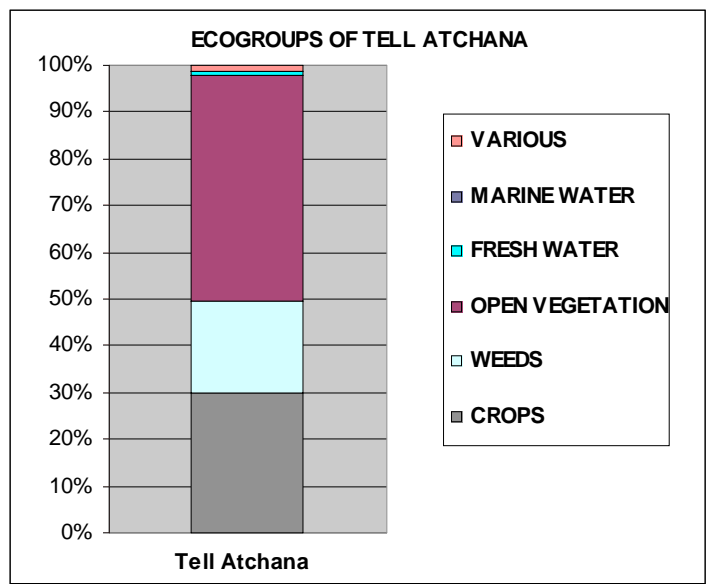 ECOGROUPS OF TELL ATCHANA
100%
90%
80%
70%
60%
50%
40%
30%
20%
10%
0%
Tell Atchana
VARIOUS
MARINE WATER
FRESH WATER
OPEN VEGETATION
WEEDS
CROPS